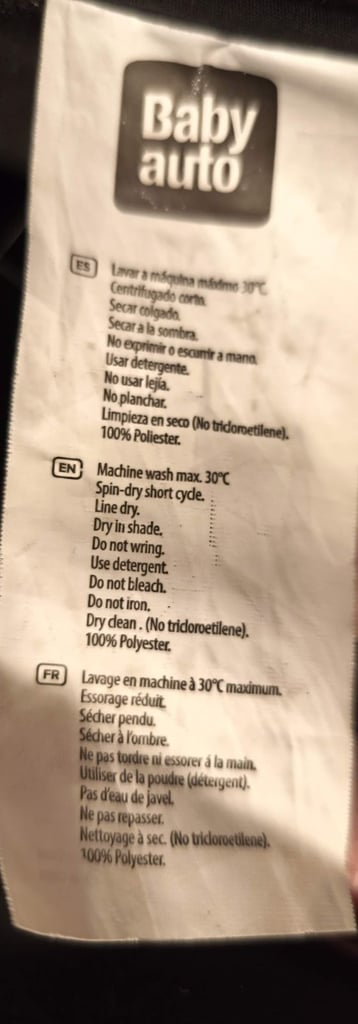 Baby
auto
ES
Lavar a máquina máximo 30°C.
Centrifugado corto.
Secar colgado.
Secar a la sombra.
No exprimir o escurrir a mano.
Usar detergente.
No usar lejía.
No planchar.
Limpieza en seco (No tricloroetilene).
100% Poliester.
EN
Machine wash max. 30°C
Spin-dry short cycle.
Line dry.
Dry in shade.
Do not wring.
Use detergent.
Do not bleach.
Do not iron.
Dry clean . (No tricloroetilene).
100% Polyester.
FR
Lavage en machine à 30°C maximum.
Essorage réduit.
Sécher pendu.
Sécher à l'ombre.
Ne pas tordre ni essorer á la main.
Utiliser de la poudre (détergent).
Pas d'eau de javel.
Ne pas repasser.
Nettoyage à sec. (No tricloroetilene).
100% Polyester.